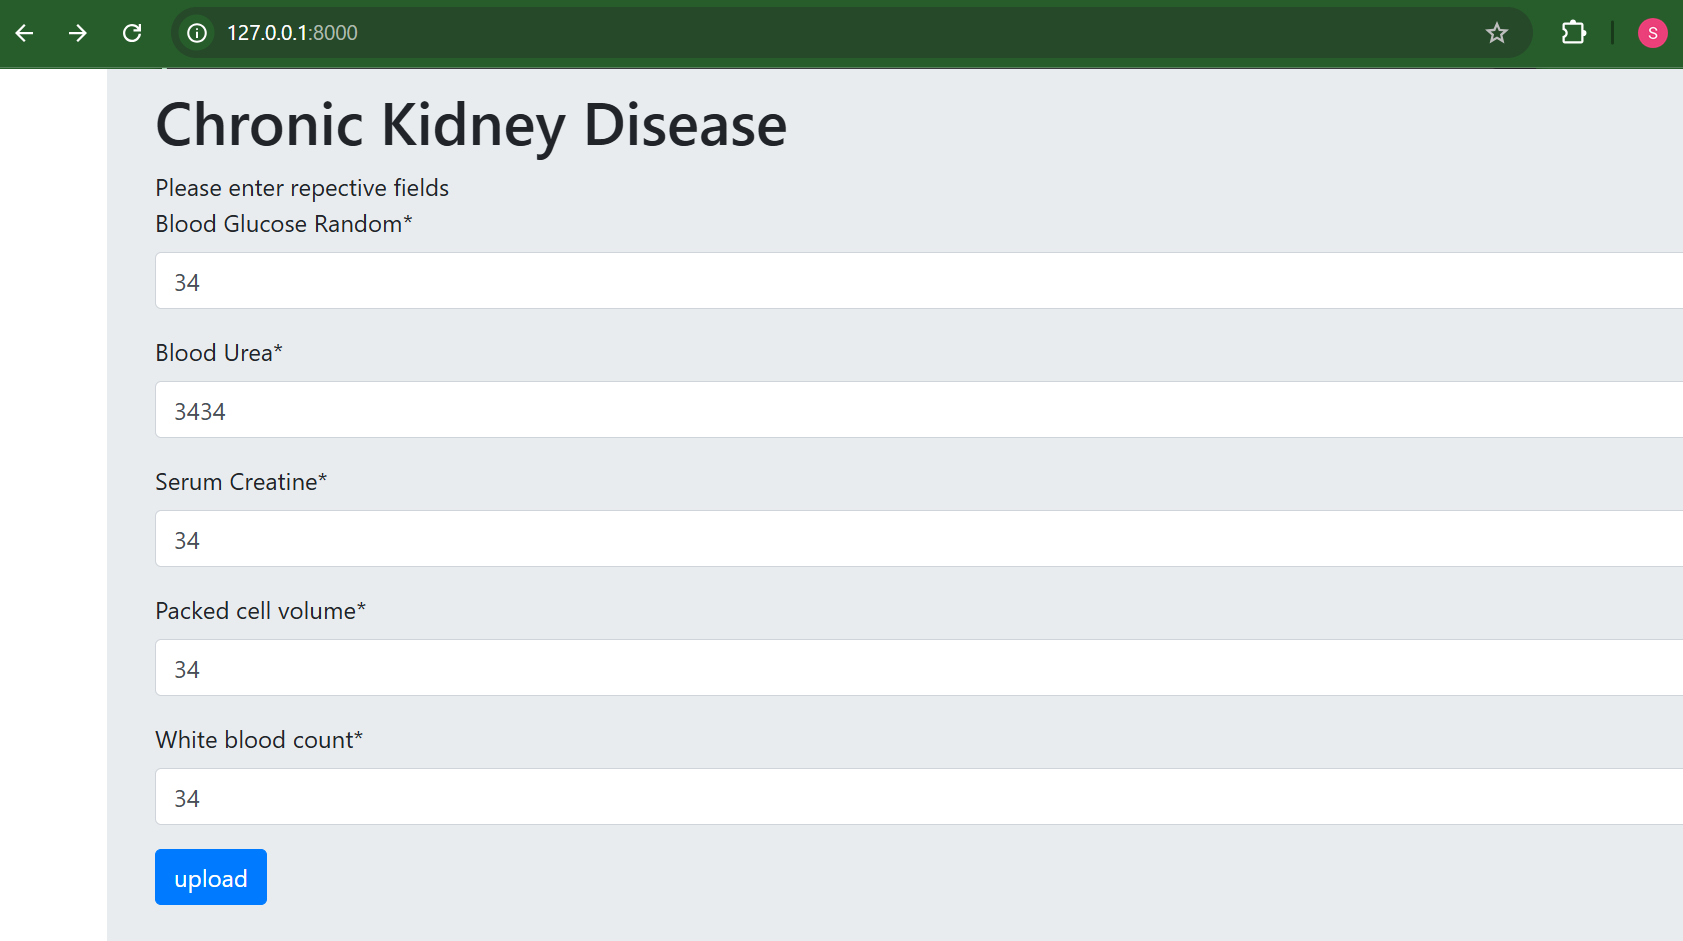 127.0.0.1:8000
S
Chronic Kidney Disease
Please enter repective fields
Blood Glucose Random*
34
Blood Urea*
3434
Serum Creatine*
34
Packed cell volume*
34
White blood count*
34
upload